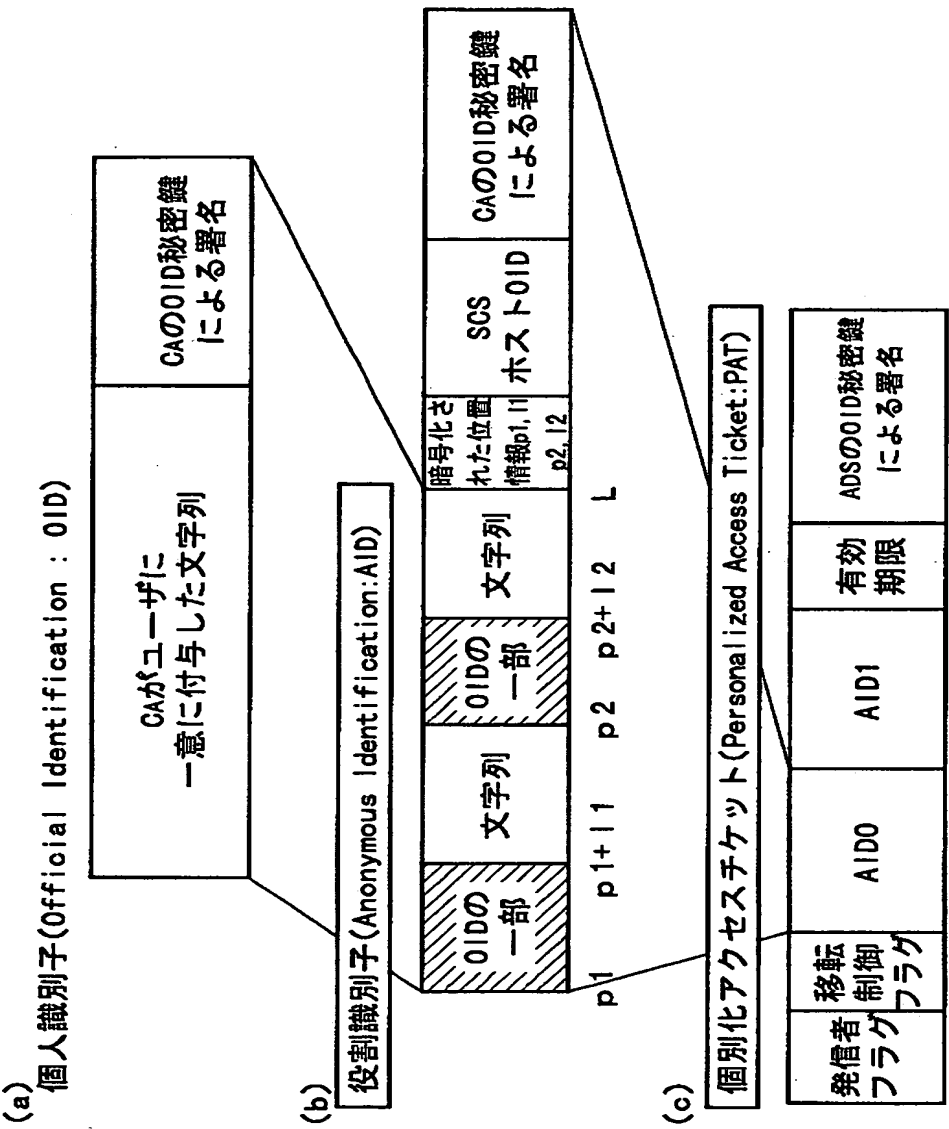 (a)
個人識別子(Official Identification : OID)
CAがユーザに
一意に付与した文字列
CAのOID秘密鍵
による署名
(b)
役割識別子(Anonymous Identification:AID)
OIDの
一部
文字列
OIDの
一部
文字列
暗号化さ
れた位置
情報p1, l1
p2, l2
SCS
ホストOID
CAのOID秘密鍵
による署名
p1 p1+l1 p2 p2+l2 L
(c)
個別化アクセスチケット(Personalized Access Ticket:PAT)
発信者
フラグ
移転
制御
フラグ
AID0
AID1
有効
期限
ADSのOID秘密鍵
による署名